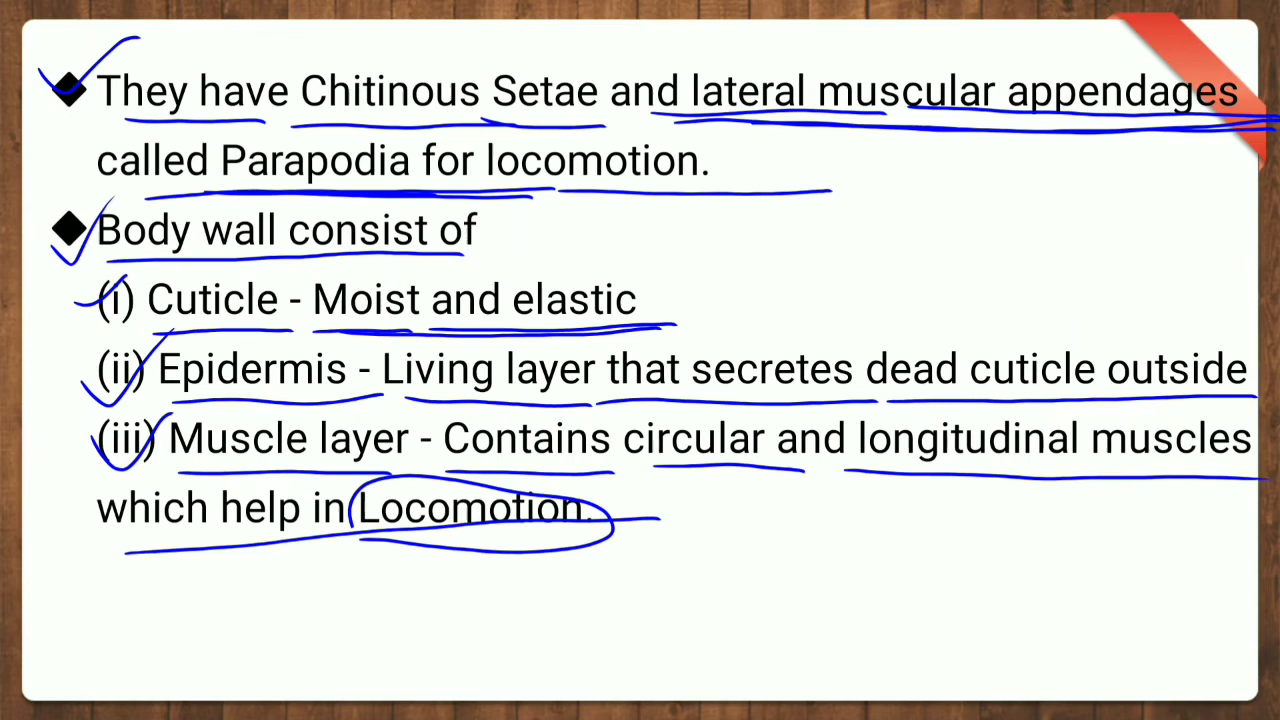 ◆ They have Chitinous Setae and lateral muscular appendages
called Parapodia for locomotion.
◆ Body wall consist of
(i) Cuticle - Moist and elastic
(ii) Epidermis - Living layer that secretes dead cuticle outside
(iii) Muscle layer - Contains circular and longitudinal muscles
which help in Locomotion.